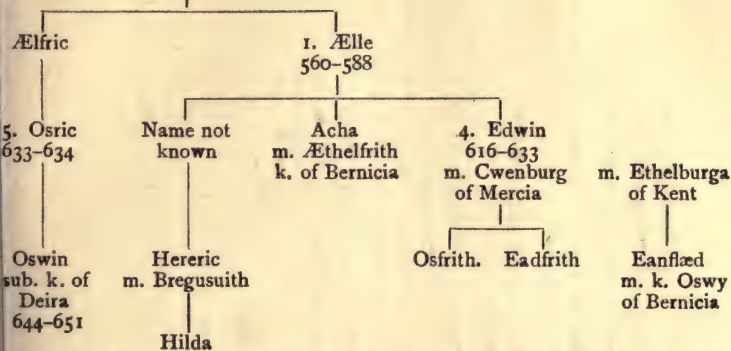 Ælfric
1. Ælle
560–588
5. Osric
633–634
Name not
known
Acha
m. Æthelfrith
k. of Bernicia
4. Edwin
616–633
m. Cwenburg
of Mercia
m. Ethelburga
of Kent
Oswin
sub. k. of
Deira
644–651
Hereric
m. Bregusuith
Osfrith.
Eadfrith
Eanflæd
m. k. Oswy
of Bernicia
Hilda